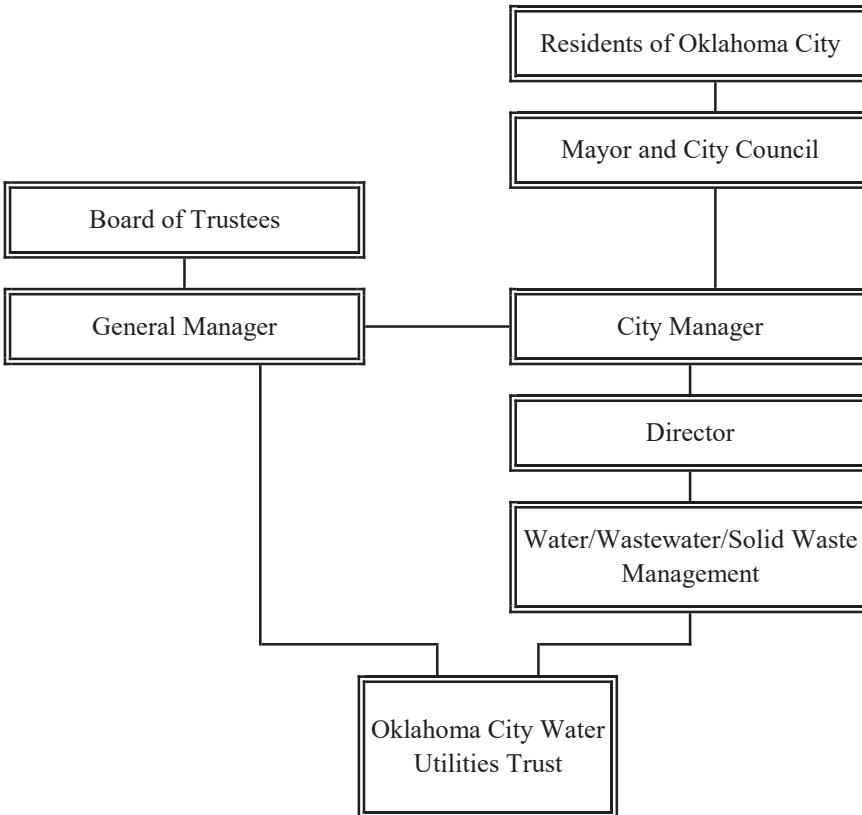 Residents of Oklahoma City
Mayor and City Council
Board of Trustees
General Manager
City Manager
Director
Water/Wastewater/Solid Waste
Management
Oklahoma City Water
Utilities Trust